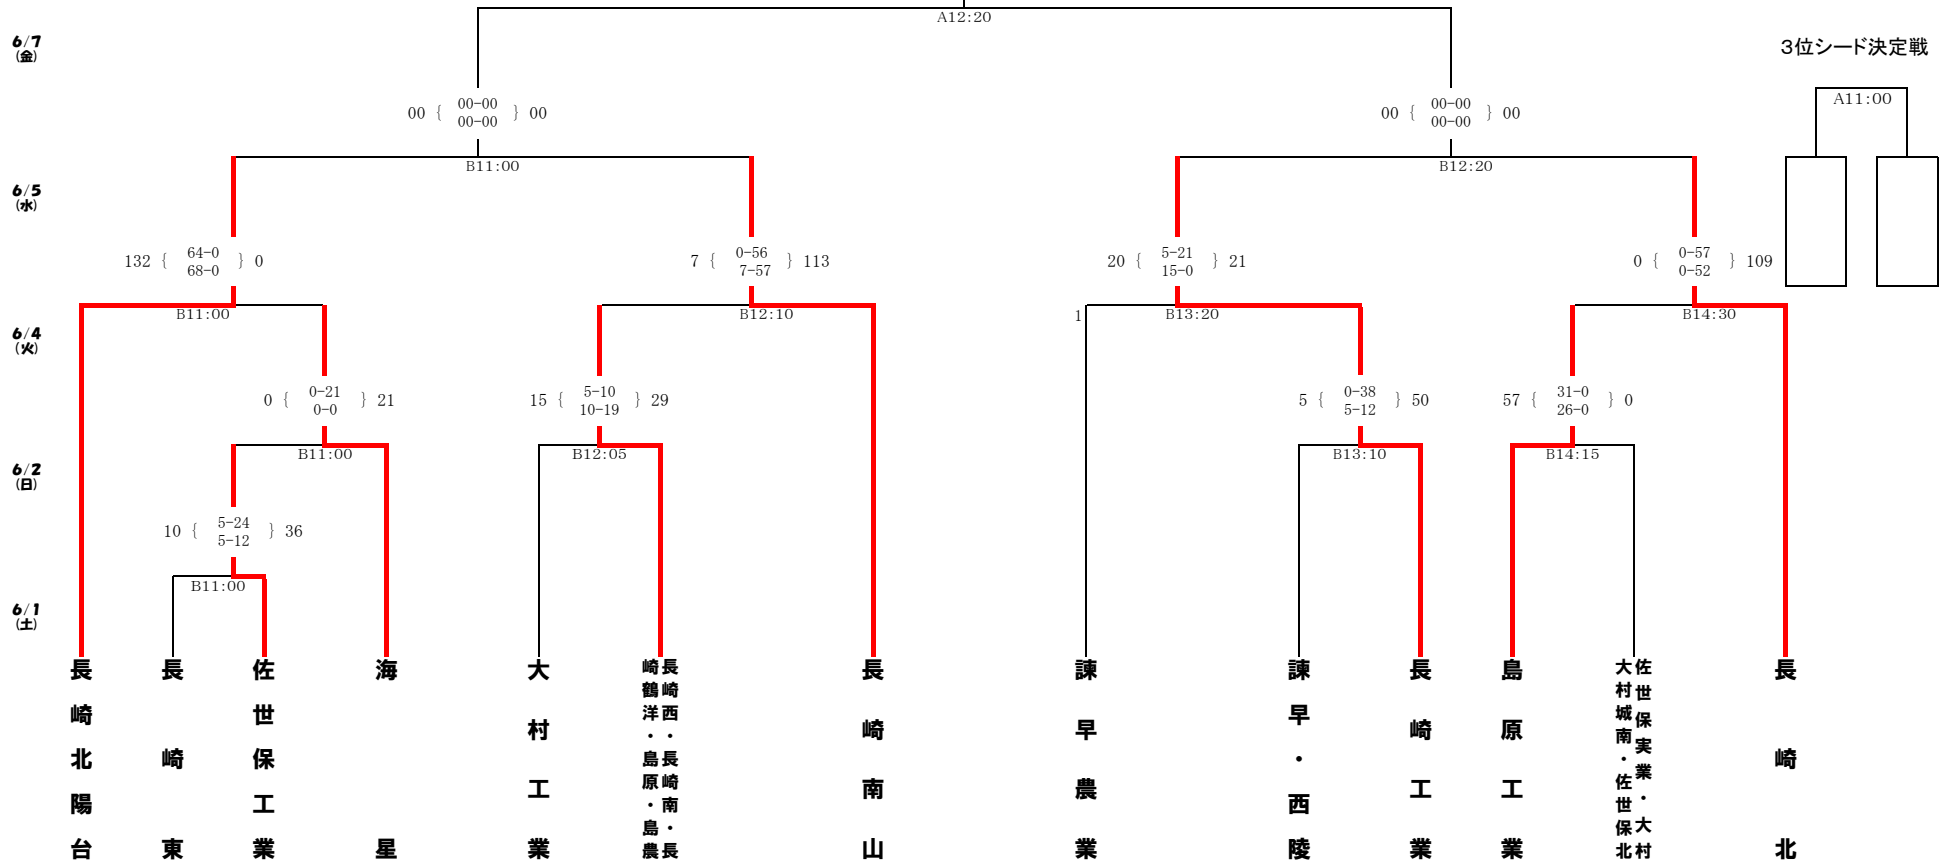 A12:20
6/7
(金)
3位シード決定戦
A11:00
00 { 00-00 } 00
00-00
00 { 00-00 } 00
00-00
B11:00
B12:20
6/5
(水)
132 { 64-0 } 0
68-0
7 { 0-56 } 113
7-57
20 { 5-21 } 21
15-0
0 { 0-57 } 109
0-52
B11:00
B12:10
1
B13:20
B14:30
6/4
(火)
0 { 0-21 } 21
0-0
15 { 5-10 } 29
10-19
5 { 0-38 } 50
5-12
57 { 31-0 } 0
26-0
B11:00
B12:05
B13:10
B14:15
6/2
(日)
10 { 5-24 } 36
5-12
B11:00
6/1
(土)
長崎北陽台
長崎東
佐世保工業
海星
大村工業
長崎西・長崎南・長
崎鶴洋・島原・島農
長崎南山
諫早農業
諫早・西陵
長崎工業
島原工業
佐世保実業・大村
大村城南・佐世保北
長崎北